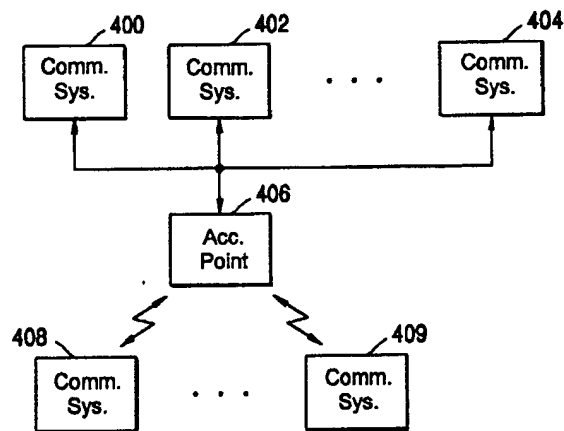 400
402
404
Comm.
Sys.
Comm.
Sys.
. . .
Comm.
Sys.
406
Acc.
Point
408
409
Comm.
Sys.
. . .
Comm.
Sys.